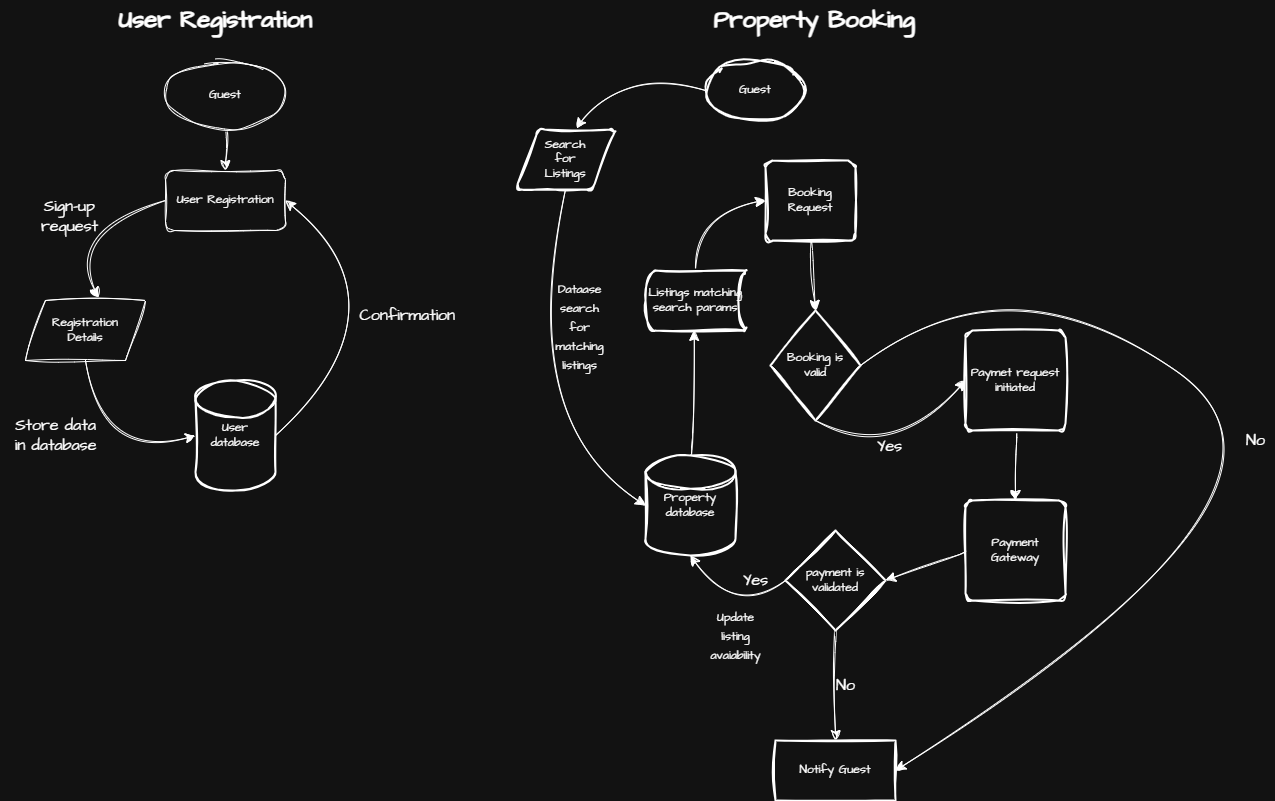 User Registration
Guest
User Registration
Sign-up
request
Registration
Details
Confirmation
Store data
in database
User
database
Property Booking
Guest
Search
for
Listings
Booking
Request
Dataase
search
for
matching
listings
Listings matching
search params
Booking is
valid
Paymet request
initiated
Yes
No
Property
database
Payment
Gateway
payment is
validated
Yes
Update
listing
avaiability
No
Notify Guest